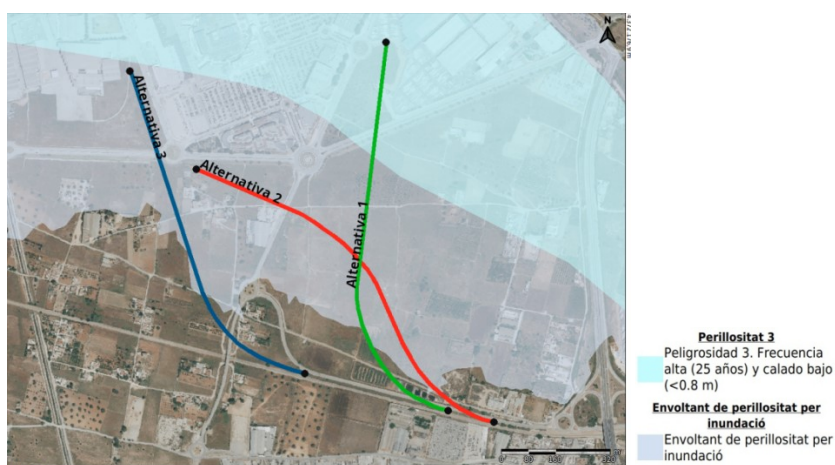 N
Alternativa 3
Alternativa 2
Alternativa 1
Perillositat 3
Peligrosidad 3. Frecuencia
alta (25 años) y calado bajo
(<0.8 m)
Envoltant de perillositat per
inundació
Envoltant de perillositat per
inundació
0